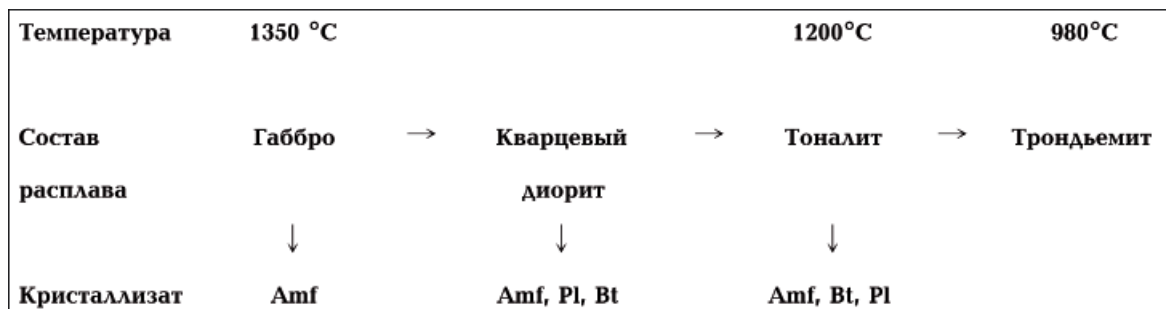 Температура 1350 °C 1200°C 980°C
Состав Габбро → Кварцевый → Тоналит → Трондьемит
расплава диорит
↓ ↓ ↓
Кристаллизат Amf Amf, Pl, Bt Amf, Bt, Pl